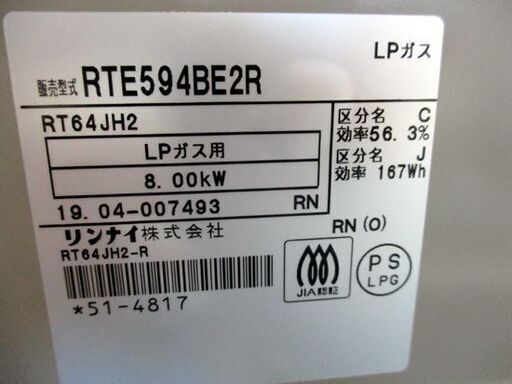 LPガス
販売型式 RTE594BE2R
RT64JH2
LPガス用
8.00kW
19.04-007493 RN
区分名 C
効率56.3%
区分名 J
効率 167Wh
リンナイ株式会社
RN(O)
RT64JH2-R
*51-4817
JIA認証
PS
LPG